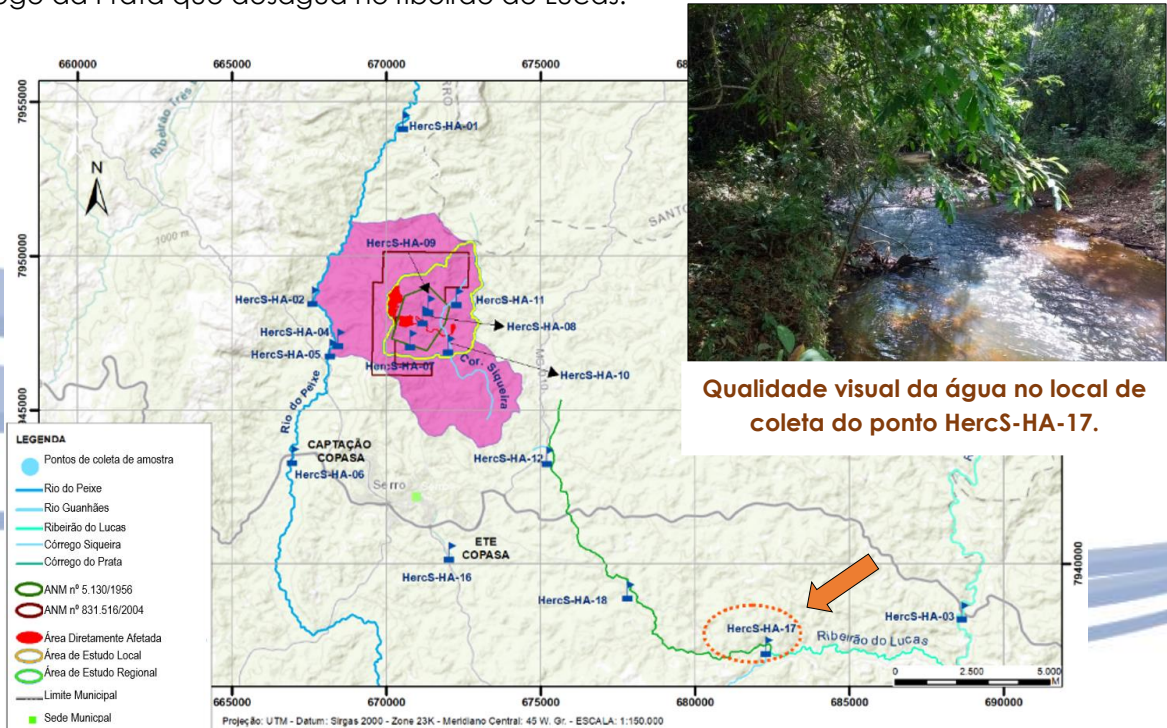 da Prata que deságua no ribeirão do Lucas.
660000 665000 670000 675000
7955000
Ribeirão Três
HercS-HA-01
N
1000 m
SANTO
7950000
HercS-HA-09
HercS-HA-02
HercS-HA-11
HercS-HA-04
HercS-HA-08
HercS-HA-05
HercS-HA-07
Cor. Siqueira
HercS-HA-10
Rio do Peixe
MG-010
Qualidade visual da água no local de
coleta do ponto HercS-HA-17.
LEGENDA
Pontos de coleta de amostra
Rio do Peixe
Rio Guanhães
Ribeirão do Lucas
Córrego Siqueira
Córrego do Prata
ANM nº 5.130/1956
ANM nº 831.516/2004
Área Diretamente Afetada
Área de Estudo Local
Área de Estudo Regional
Limite Municipal
Sede Municpal
CAPTAÇÃO
COPASA
HercS-HA-06
HercS-HA-12
Serro
ETE
COPASA
HercS-HA-16
7940000
HercS-HA-18
HercS-HA-17
HercS-HA-03
Ribeirão do Lucas
0 2.500 5.000
M
665000 670000 675000 680000 685000 690000
Projeção: UTM - Datum: Sirgas 2000 - Zone 23K - Meridiano Central: 45 W. Gr. - ESCALA: 1:150.000